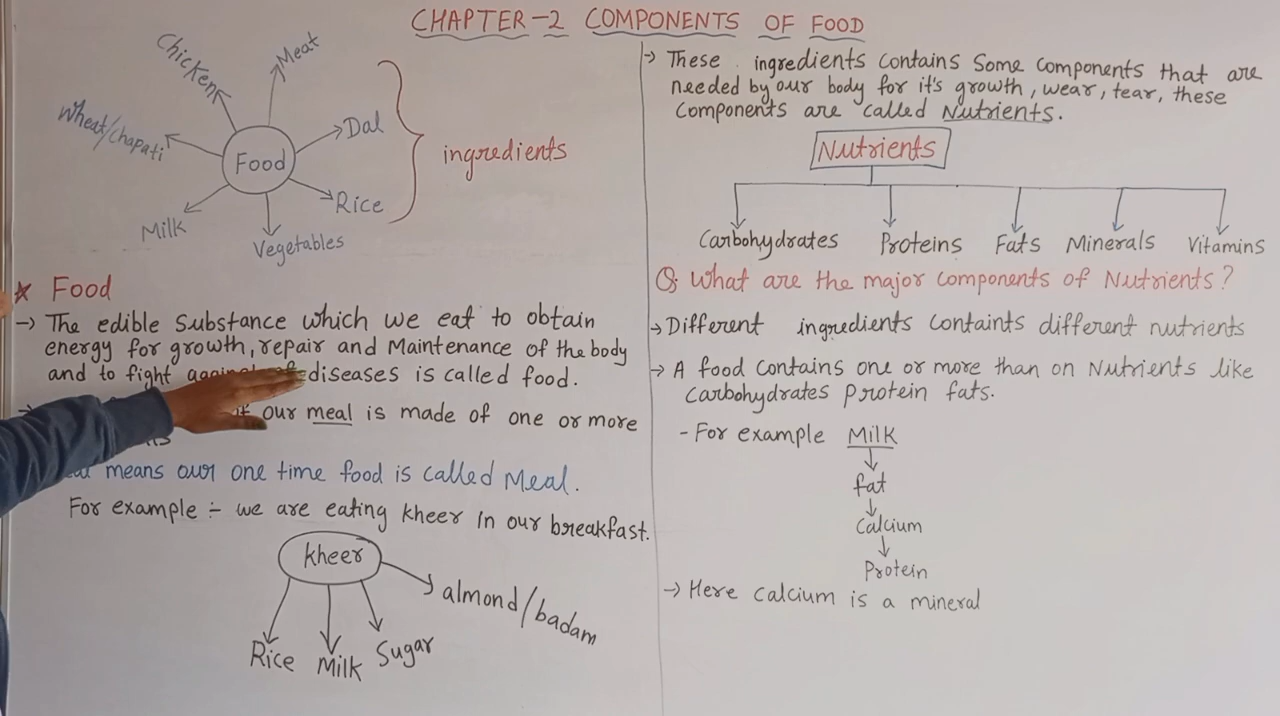 CHAPTER-2 COMPONENTS OF FOOD
Chicken
Meat
Wheat/chapati
Dal
Food
ingredients
Rice
Milk
Vegetables
* Food
→ The edible Substance which we eat to obtain
energy for growth, repair and Maintenance of the body
and to fight of diseases is called food.
our meal is made of one or more
means our one time food is called Meal.
For example ÷ we are eating kheer in our breakfast.
kheer
almond/badam
Rice Milk Sugar
→ These ingredients contains Some components that are
needed by our body for it's growth, wear, tear, these
Components are called Nutrients.
Nutrients
Carbohydrates Proteins Fats Minerals Vitamins
Q What are the major components of Nutrients?
→ Different ingredients containts different nutrients
→ A food contains one or more than on Nutrients like
Carbohydrates protein fats.
- For example Milk
fat
Calcium
Protein
→ Here calcium is a mineral